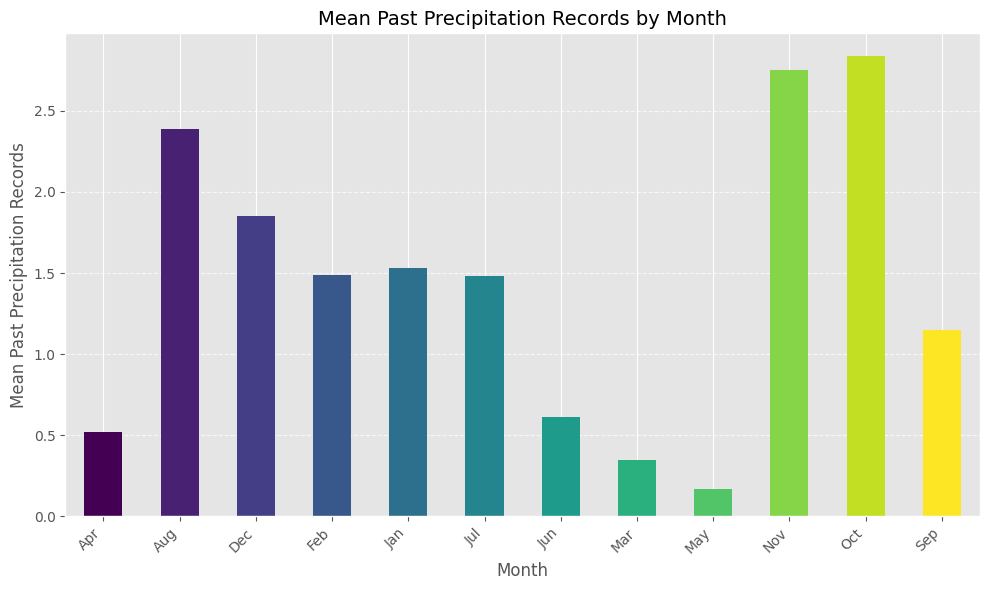 Mean Past Precipitation Records by Month
Mean Past Precipitation Records
2.5
2.0
1.5
1.0
0.5
0.0
Apr
Aug
Dec
Feb
Jan
Jul
Jun
Mar
May
Nov
Oct
Sep
Month